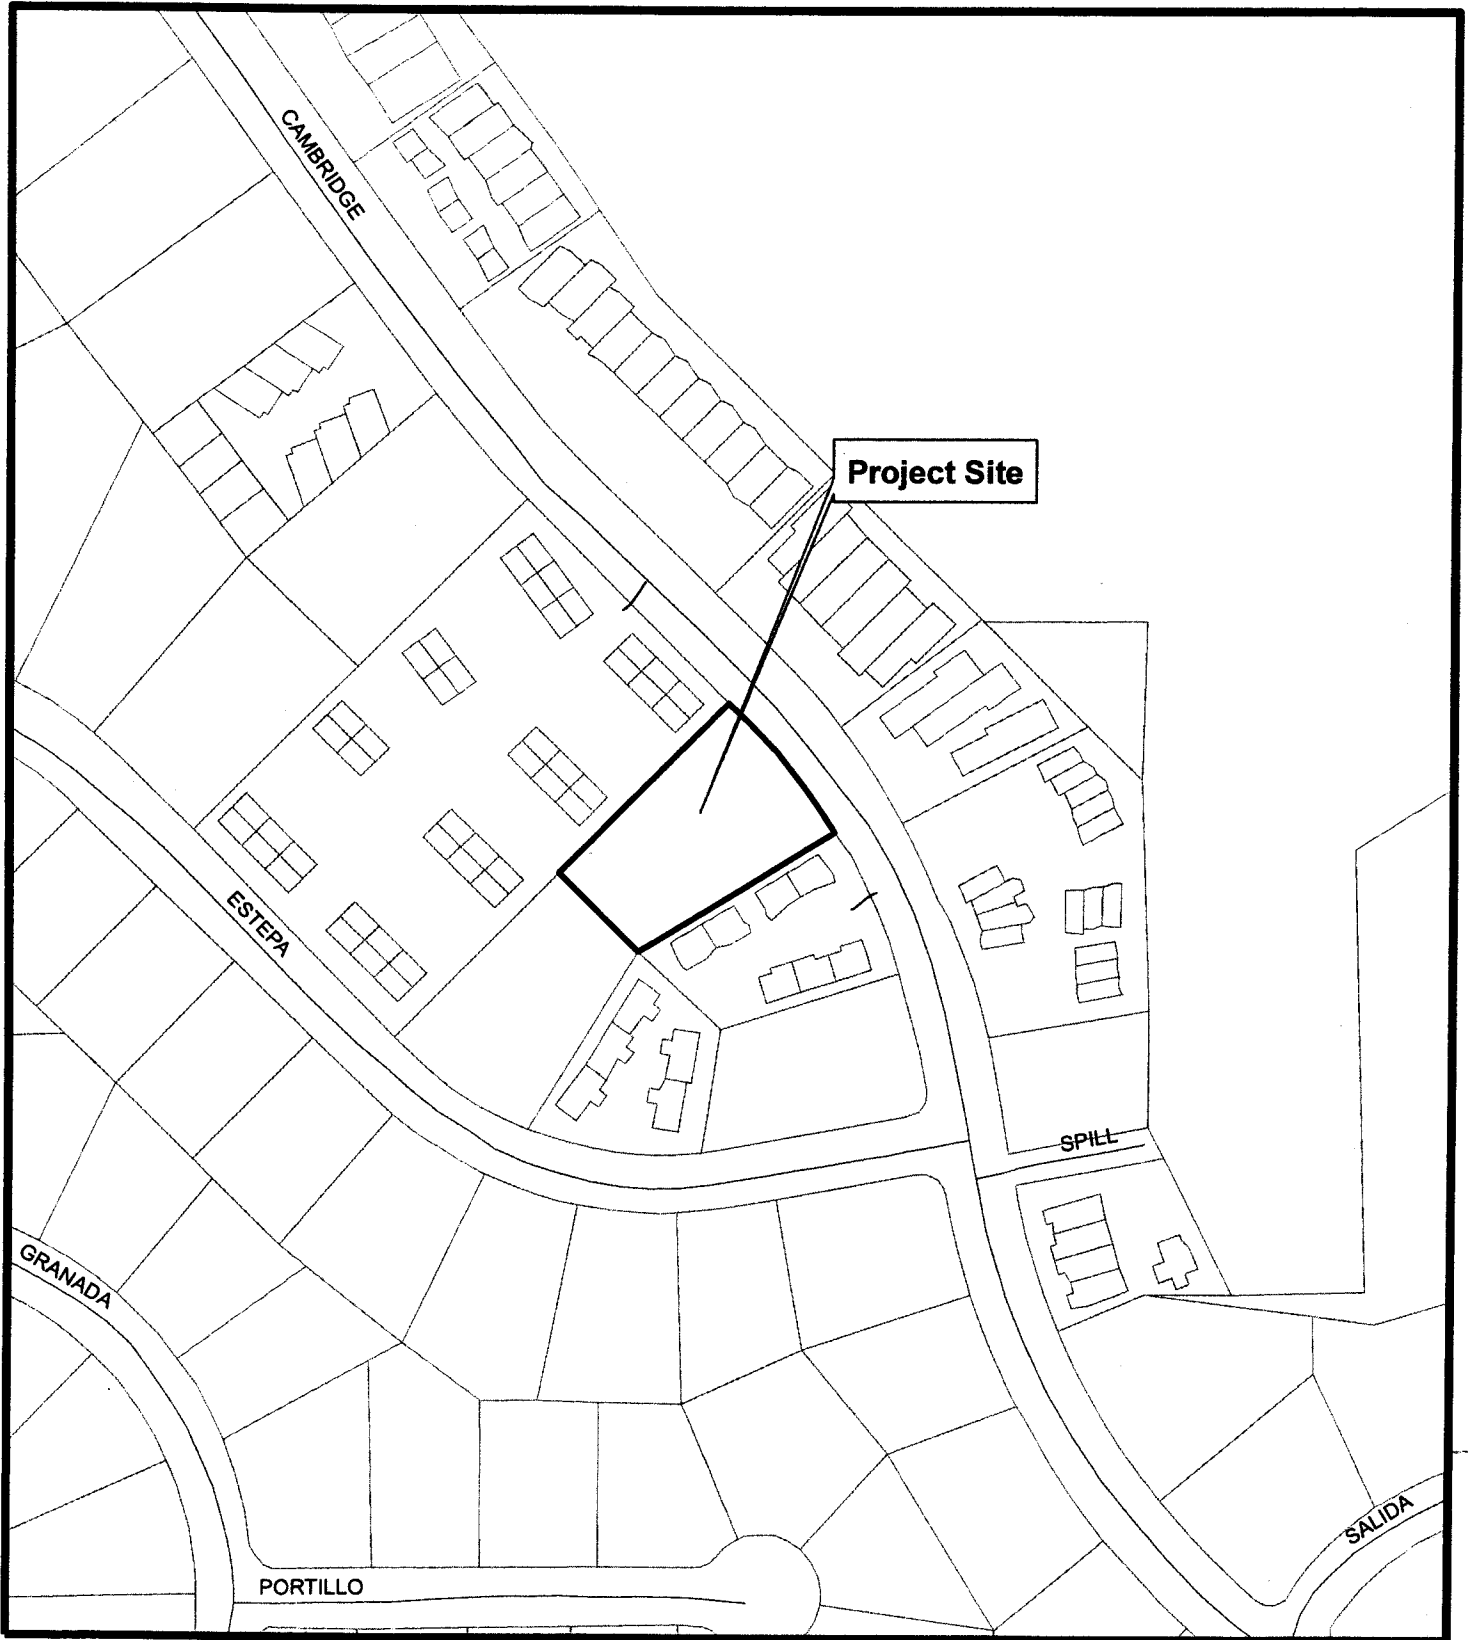 CAMBRIDGE
Project Site
ESTEPA
SPILL
GRANADA
SALIDA
PORTILLO